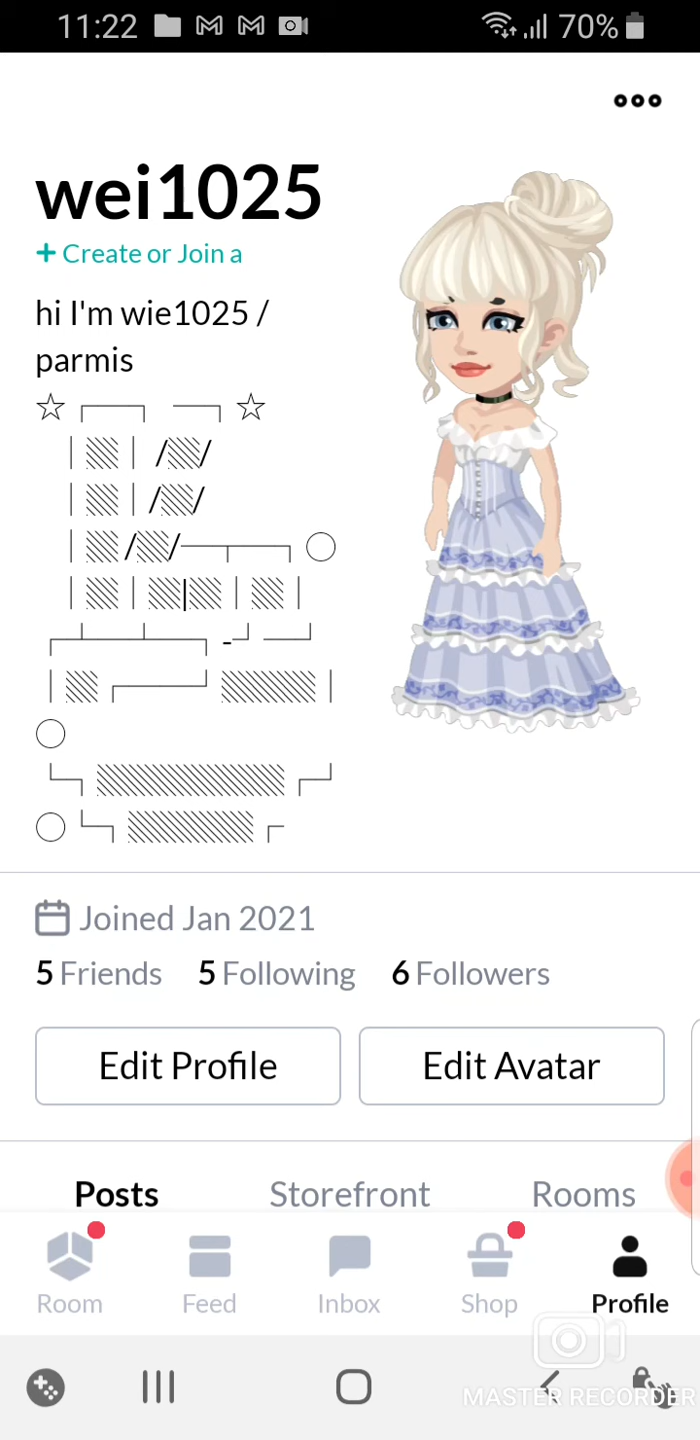 11:22 70%
wei1025
+ Create or Join a
hi I'm wie1025 /
parmis
☆ ┌──┐ ─┐ ☆
│▒│ /▒/
│▒│/▒/
│▒/▒/─┬─┐◯
│▒│▒|▒│▒│
┌┴─┴─┐-┘─┘
│▒┌──┘▒▒▒│
◯
└┐▒▒▒▒▒▒┌┘
◯└┐▒▒▒▒┌
Joined Jan 2021
5 Friends 5 Following 6 Followers
Edit Profile Edit Avatar
Posts Storefront Rooms
Room Feed Inbox Shop Profile
MASTER RECORDER